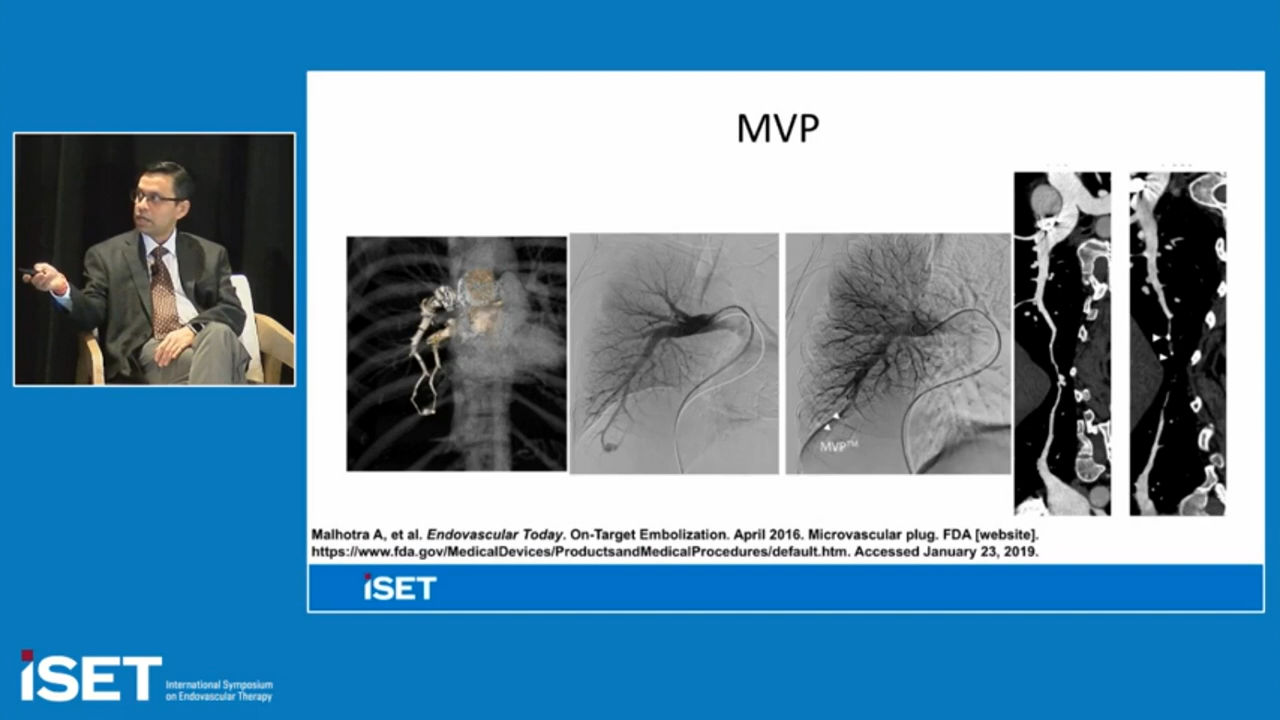 MVP
MVP™
Malhotra A, et al. Endovascular Today. On-Target Embolization. April 2016. Microvascular plug. FDA [website].
https://www.fda.gov/MedicalDevices/ProductsandMedicalProcedures/default.htm. Accessed January 23, 2019.
iSET
iSET
International Symposium
on Endovascular Therapy